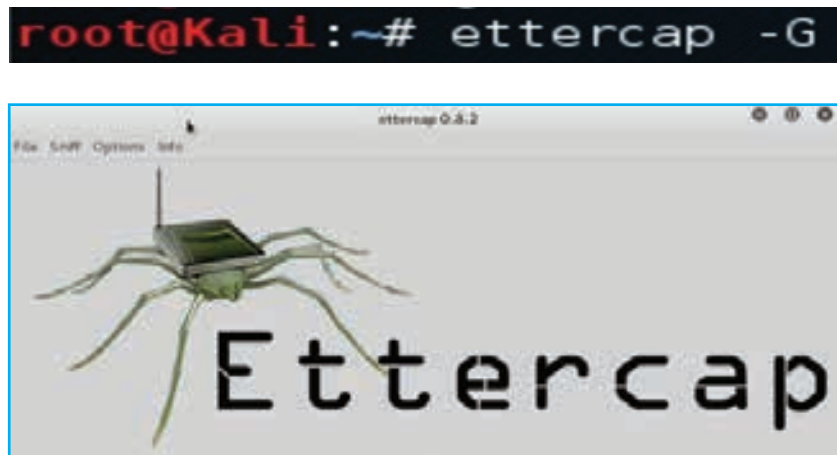 root@Kali:~# ettercap -G
ettercap 0.8.2
File Sniff Options Info
Ettercap